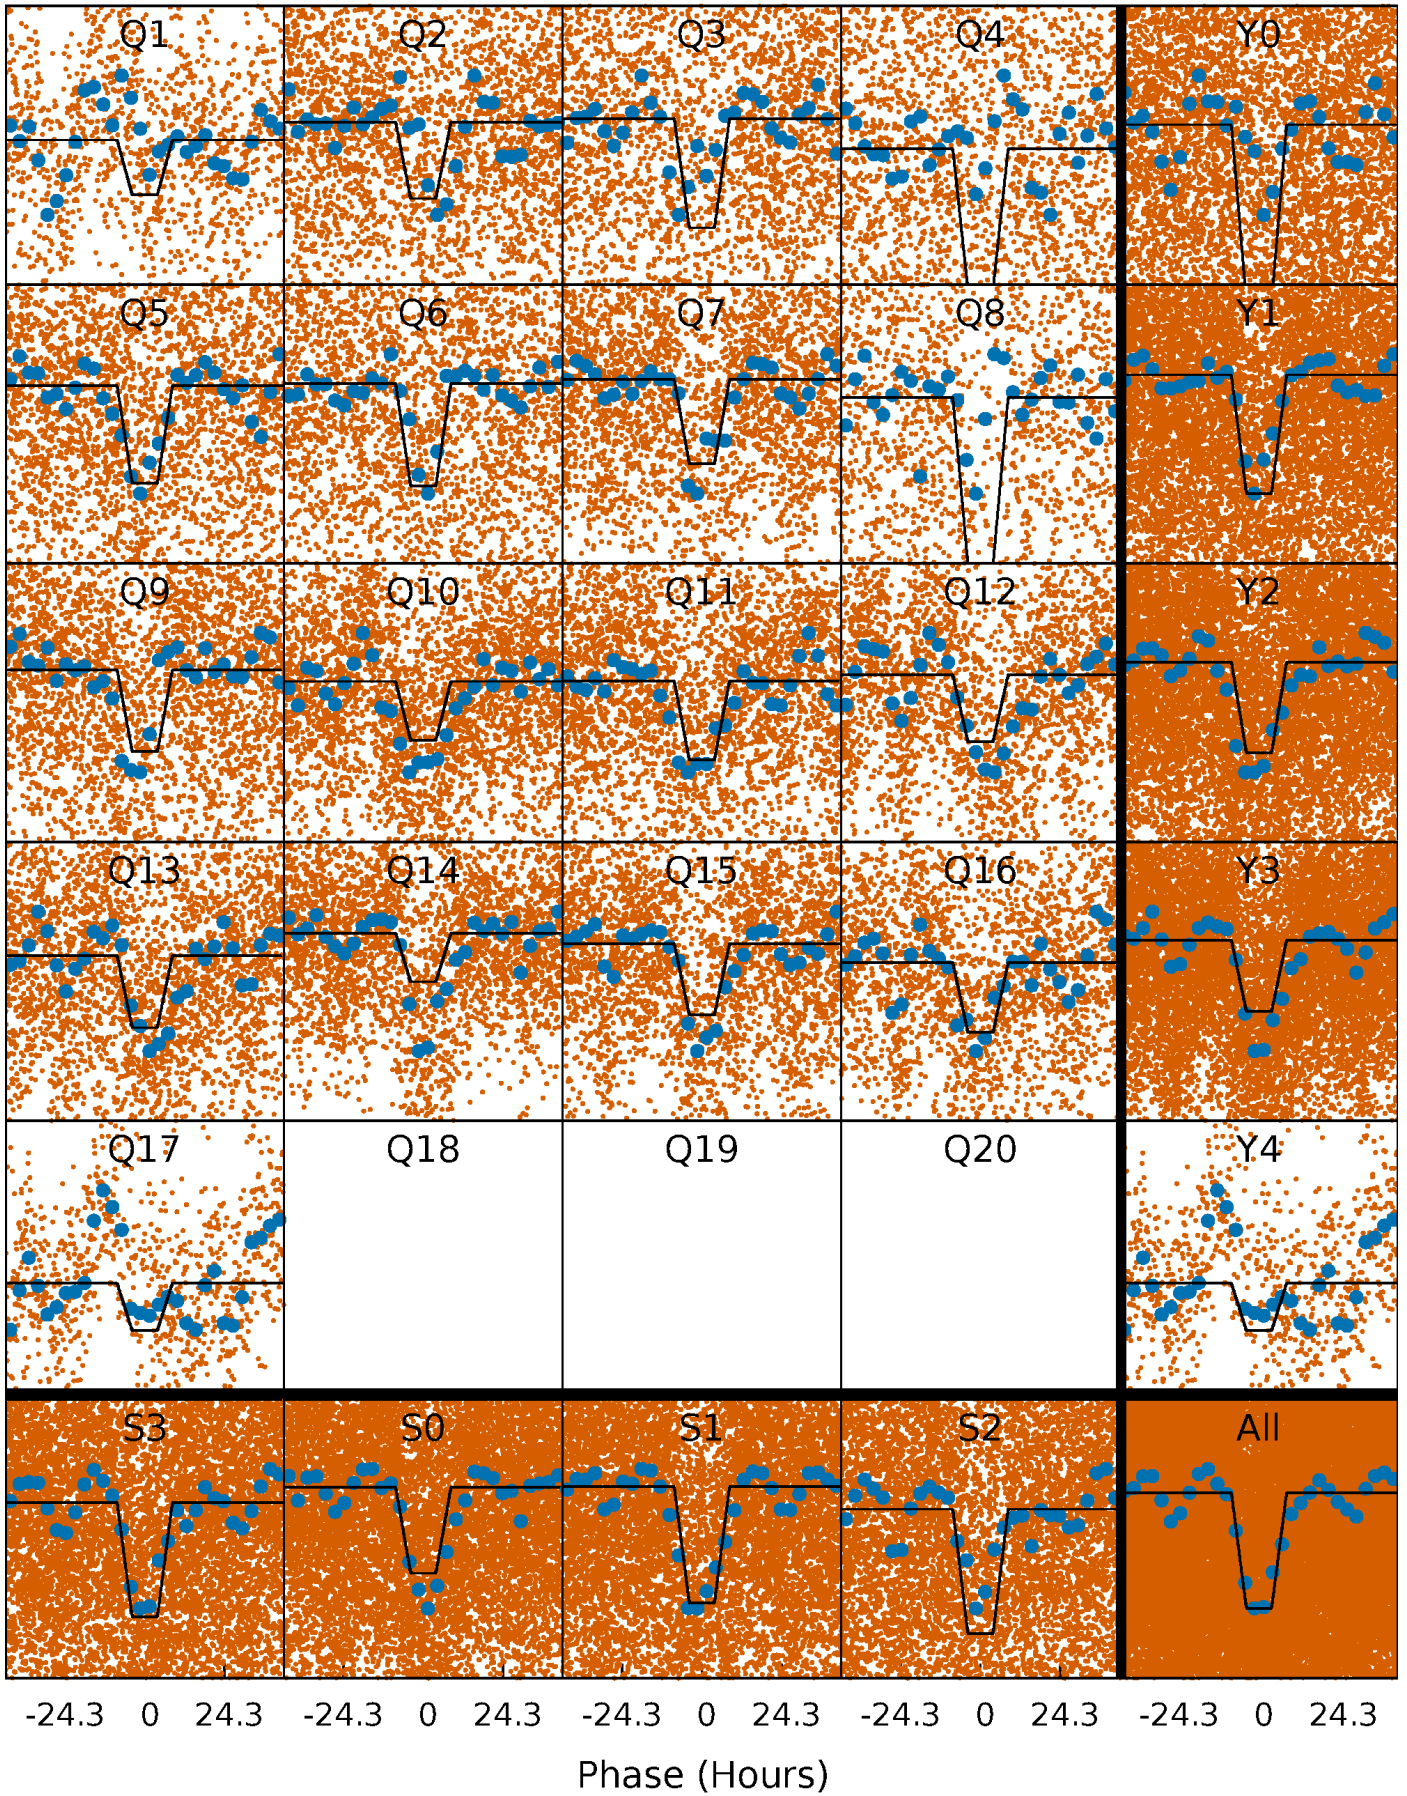 Q1 Q2 Q3 Q4 Y0
Q5 Q6 Q7 Q8 Y1
Q9 Q10 Q11 Q12 Y2
Q13 Q14 Q15 Q16 Y3
Q17 Q18 Q19 Q20 Y4
S3 S0 S1 S2 All
-24.3 0 24.3 -24.3 0 24.3 -24.3 0 24.3 -24.3 0 24.3 -24.3 0 24.3
Phase (Hours)